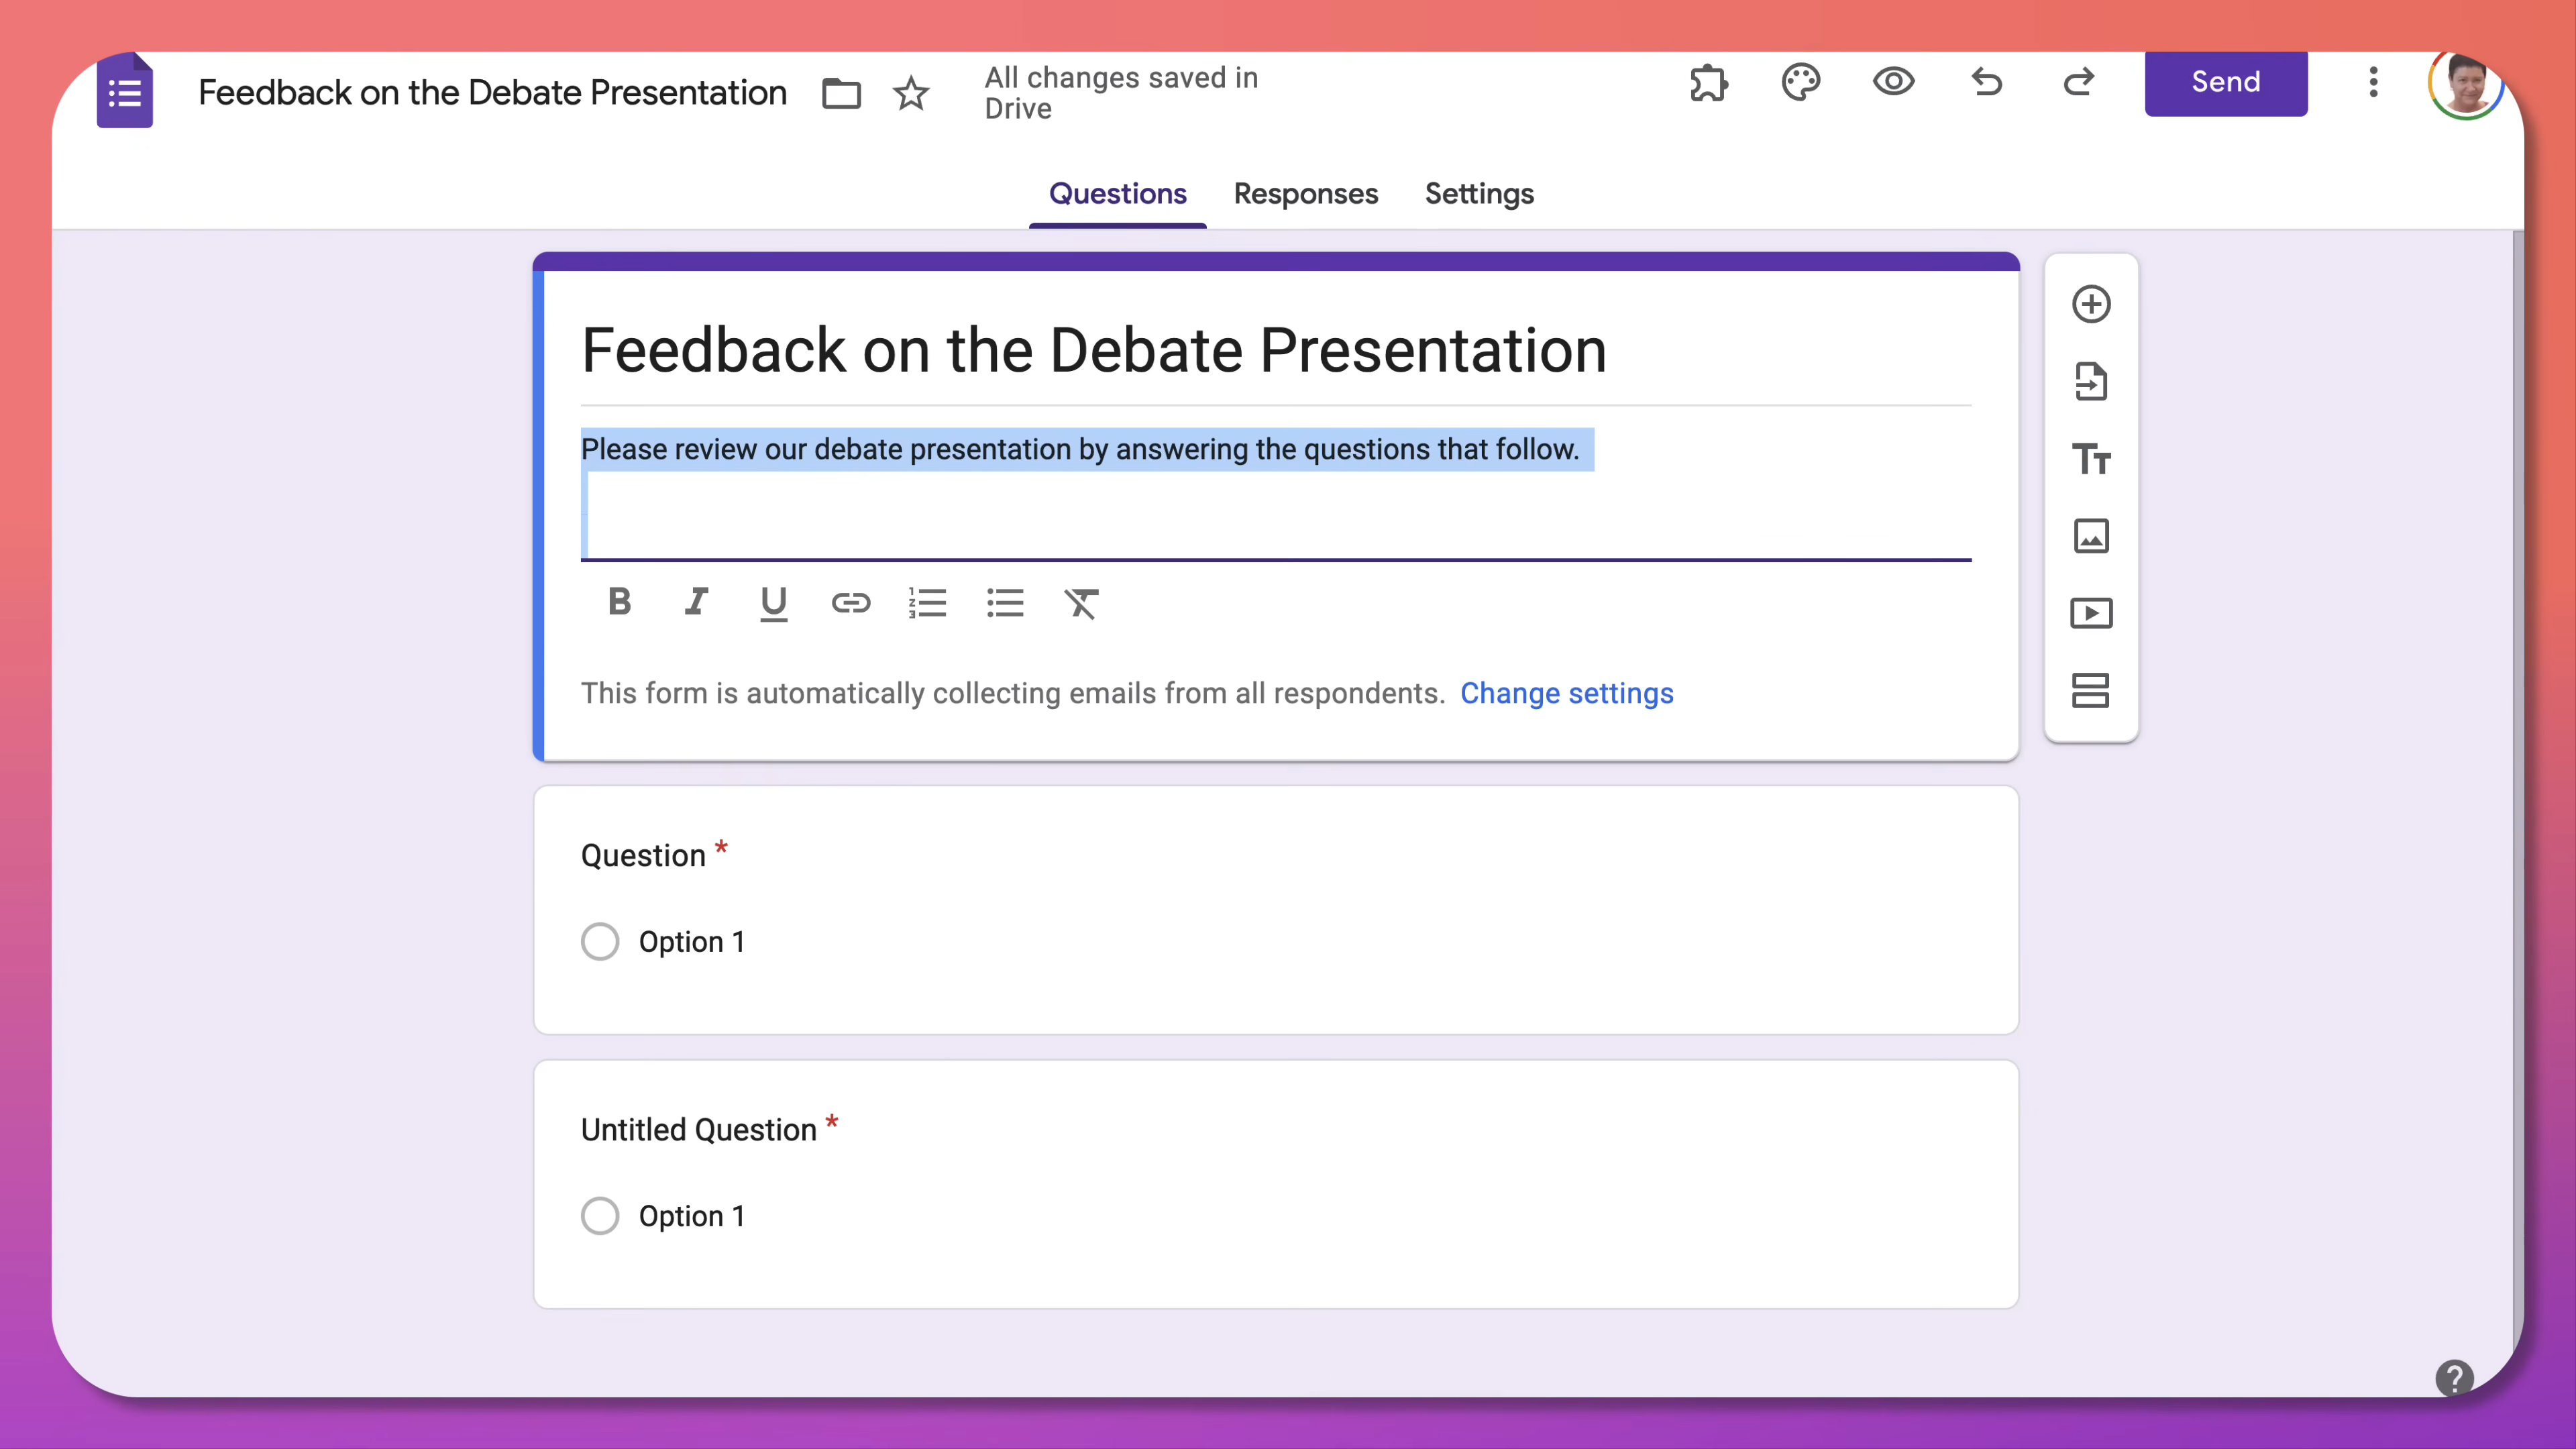 Feedback on the Debate Presentation
All changes saved in
Drive
Send
Questions Responses Settings
Feedback on the Debate Presentation
Please review our debate presentation by answering the questions that follow.
B I U
This form is automatically collecting emails from all respondents. Change settings
Question *
Option 1
Untitled Question *
Option 1